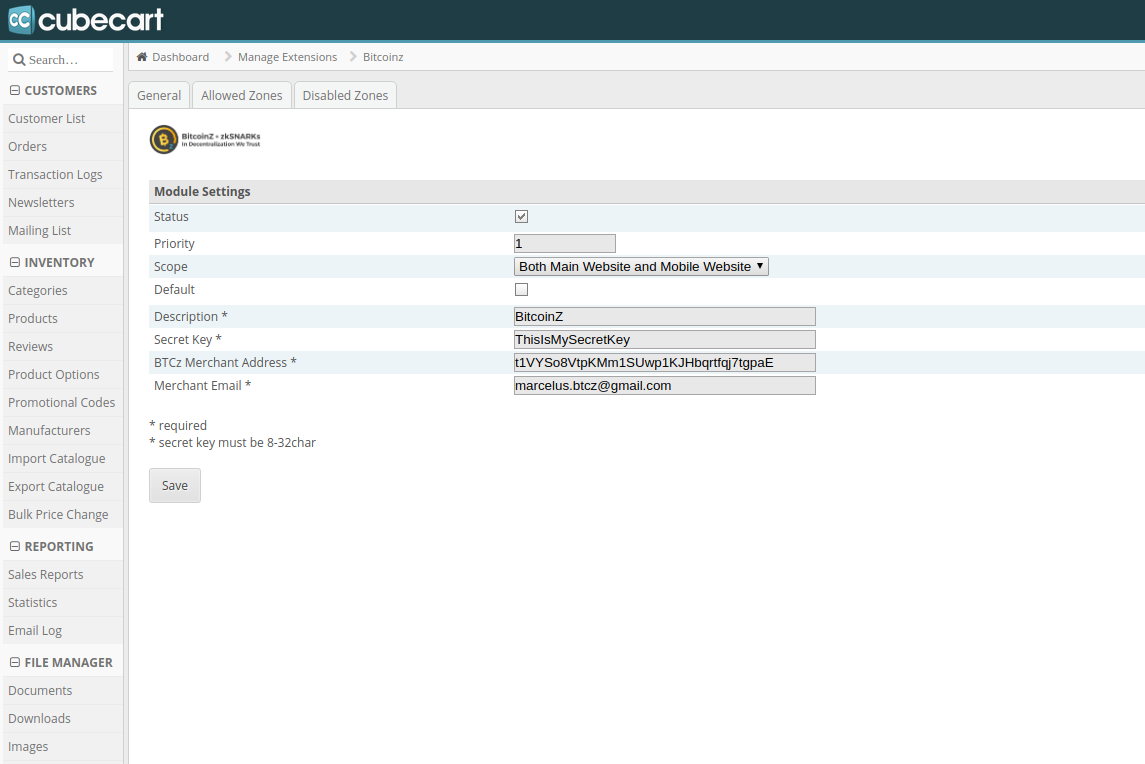 cc cubecart
Search…
CUSTOMERS
Customer List
Orders
Transaction Logs
Newsletters
Mailing List
INVENTORY
Categories
Products
Reviews
Product Options
Promotional Codes
Manufacturers
Import Catalogue
Export Catalogue
Bulk Price Change
REPORTING
Sales Reports
Statistics
Email Log
FILE MANAGER
Documents
Downloads
Images
Dashboard Manage Extensions Bitcoinz
General Allowed Zones Disabled Zones
BitcoinZ - zkSNARKs
In Decentralization We Trust
Module Settings
Status
Priority 1
Scope Both Main Website and Mobile Website
Default
Description * BitcoinZ
Secret Key * ThisIsMySecretKey
BTCz Merchant Address * t1VYSo8VtpKMm1SUwp1KJHbqrtfqj7tgpaE
Merchant Email * marcelus.btcz@gmail.com
* required
* secret key must be 8-32char
Save